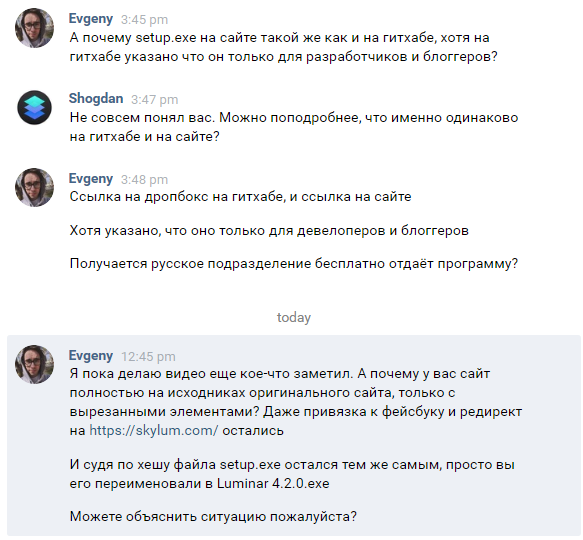 Evgeny 3:45 pm
А почему setup.exe на сайте такой же как и на гитхабе, хотя на
гитхабе указано что он только для разработчиков и блоггеров?
Shogdan 3:47 pm
Не совсем понял вас. Можно поподробнее, что именно одинаково
на гитхабе и на сайте?
Evgeny 3:48 pm
Ссылка на дропбокс на гитхабе, и ссылка на сайте
Хотя указано, что оно только для девелоперов и блоггеров
Получается русское подразделение бесплатно отдаёт программу?
today
Evgeny 12:45 pm
Я пока делаю видео еще кое-что заметил. А почему у вас сайт
полностью на исходниках оригинального сайта, только с
вырезанными элементами? Даже привязка к фейсбуку и редирект
на https://skylum.com/ остались
И судя по хешу файла setup.exe остался тем же самым, просто вы
его переименовали в Luminar 4.2.0.exe
Можете объяснить ситуацию пожалуйста?